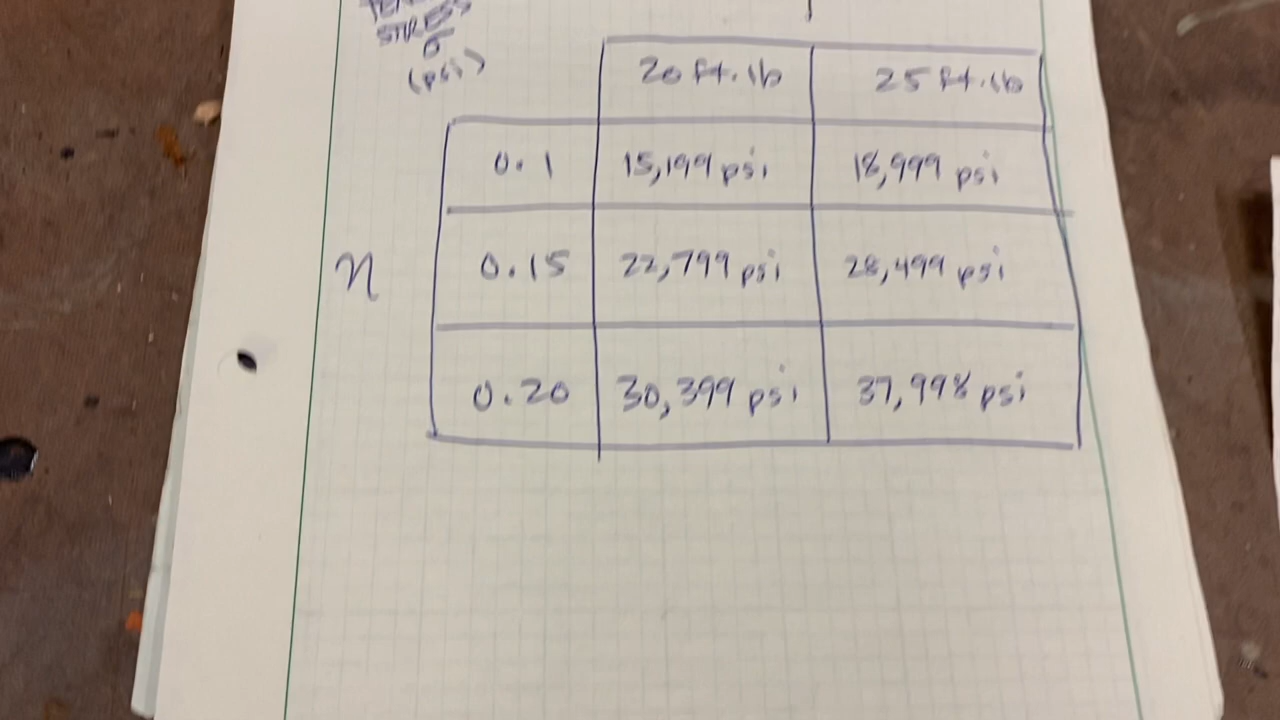 STRESS
σ
(psi)
20 ft.lb 25 ft.lb
0.1 15,199 psi 18,999 psi
η 0.15 22,799 psi 28,499 psi
0.20 30,399 psi 37,998 psi